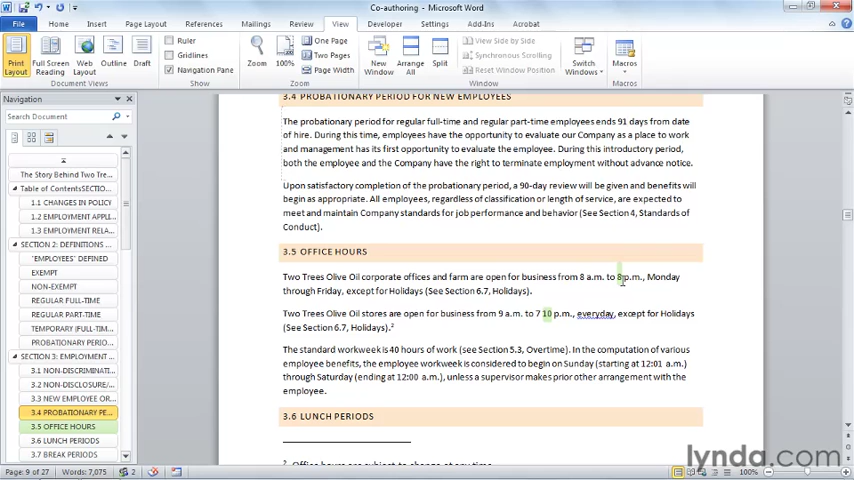 Co-authoring - Microsoft Word
File Home Insert Page Layout References Mailings Review View Developer Settings Add-Ins Acrobat
Print Layout Full Screen Reading Web Layout Outline Draft
Document Views
Ruler
Gridlines
Navigation Pane
Show
Zoom 100% One Page
Two Pages
Page Width
Zoom
New Window Arrange All Split
View Side by Side
Synchronous Scrolling
Reset Window Position
Window
Switch Windows
Macros
Macros
Navigation
Search Document
The Story Behind Two Tre...
Table of ContentsSECTION...
1.1 CHANGES IN POLICY
1.2 EMPLOYMENT APPL...
1.3 EMPLOYMENT RELA...
SECTION 2: DEFINITIONS ...
"EMPLOYEES" DEFINED
EXEMPT
NON-EXEMPT
REGULAR FULL-TIME
REGULAR PART-TIME
TEMPORARY (FULL-TIME...
PROBATIONARY PERIO...
SECTION 3: EMPLOYMENT...
3.1 NON-DISCRIMINATI...
3.2 NON-DISCLOSURE/...
3.3 NEW EMPLOYEE OR...
3.4 PROBATIONARY PE...
3.5 OFFICE HOURS
3.6 LUNCH PERIODS
3.7 BREAK PERIODS
3.4 PROBATIONARY PERIOD FOR NEW EMPLOYEES
The probationary period for regular full-time and regular part-time employees ends 91 days from date
of hire. During this time, employees have the opportunity to evaluate our Company as a place to work
and management has its first opportunity to evaluate the employee. During this introductory period,
both the employee and the Company have the right to terminate employment without advance notice.
Upon satisfactory completion of the probationary period, a 90-day review will be given and benefits will
begin as appropriate. All employees, regardless of classification or length of service, are expected to
meet and maintain Company standards for job performance and behavior (See Section 4, Standards of
Conduct).
3.5 OFFICE HOURS
Two Trees Olive Oil corporate offices and farm are open for business from 8 a.m. to 8 p.m., Monday
through Friday, except for Holidays (See Section 6.7, Holidays).
Two Trees Olive Oil stores are open for business from 9 a.m. to 7 10 p.m., everyday, except for Holidays
(See Section 6.7, Holidays).2
The standard workweek is 40 hours of work (see Section 5.3, Overtime). In the computation of various
employee benefits, the employee workweek is considered to begin on Sunday (starting at 12:01 a.m.)
through Saturday (ending at 12:00 a.m.), unless a supervisor makes prior other arrangement with the
employee.
3.6 LUNCH PERIODS
2 Office hours are subject to change at any time
Page: 9 of 27 Words: 7,075 2 100%
lynda.com